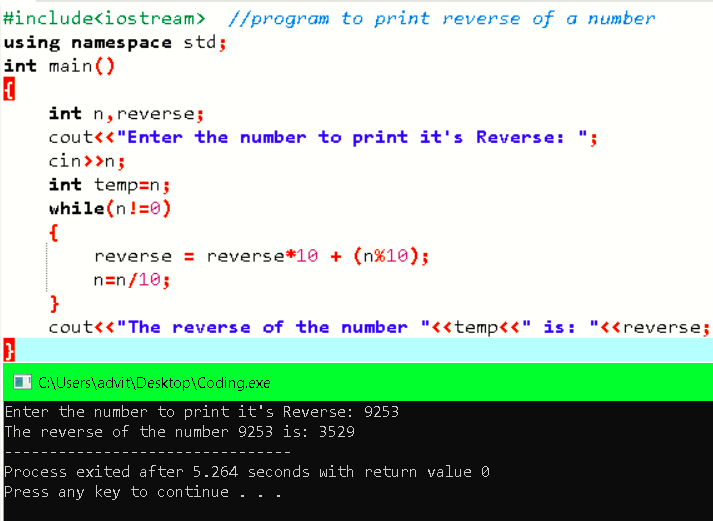 #include<iostream>  //program to print reverse of a number
using namespace std;
int main()
{
    int n,reverse;
    cout<<"Enter the number to print it's Reverse: ";
    cin>>n;
    int temp=n;
    while(n!=0)
    {
        reverse = reverse*10 + (n%10);
        n=n/10;
    }
    cout<<"The reverse of the number "<<temp<<" is: "<<reverse;
}
C:\Users\advit\Desktop\Coding.exe
Enter the number to print it's Reverse: 9253
The reverse of the number 9253 is: 3529
--------------------------------
Process exited after 5.264 seconds with return value 0
Press any key to continue . . .